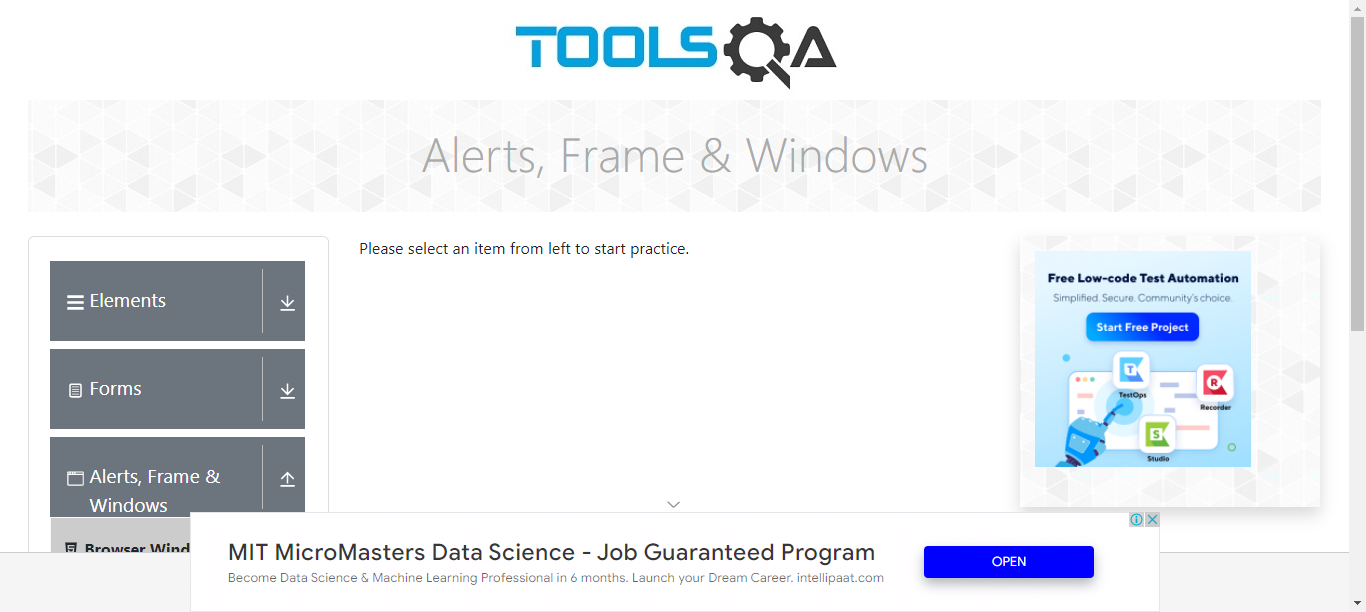 TOOLSQA
Alerts, Frame & Windows
Elements
Forms
Alerts, Frame &
Windows
Browser Wind
Please select an item from left to start practice.
Free Low-code Test Automation
Simplified. Secure. Community's choice.
Start Free Project
T
TestOps
R
Recorder
S
Studio
MIT MicroMasters Data Science - Job Guaranteed Program
Become Data Science & Machine Learning Professional in 6 months. Launch your Dream Career. intellipaat.com
OPEN